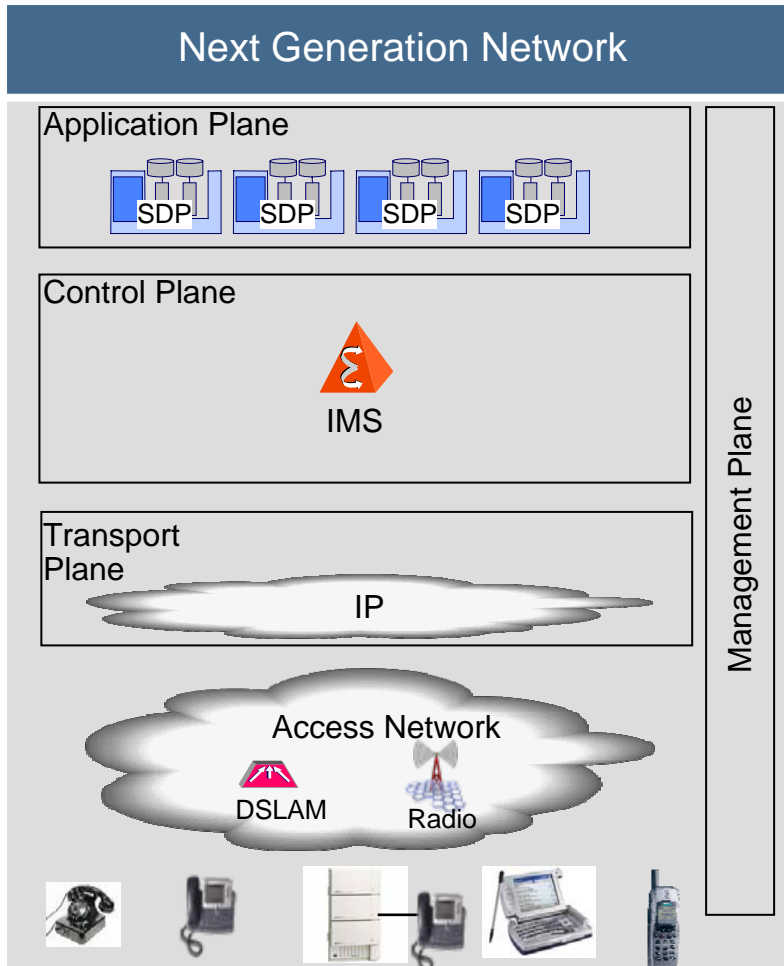 Next Generation Network
Application Plane
SDP SDP SDP SDP
Control Plane
IMS
Transport
Plane
IP
Management Plane
Access Network
DSLAM
Radio